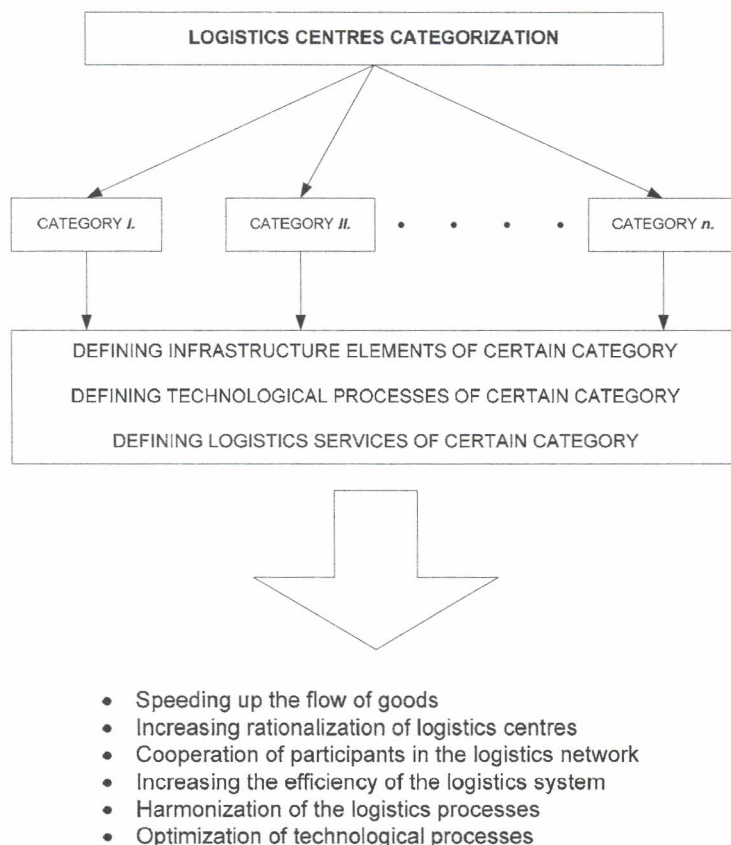 LOGISTICS CENTRES CATEGORIZATION
CATEGORY I.
CATEGORY II.
CATEGORY n.
DEFINING INFRASTRUCTURE ELEMENTS OF CERTAIN CATEGORY
DEFINING TECHNOLOGICAL PROCESSES OF CERTAIN CATEGORY
DEFINING LOGISTICS SERVICES OF CERTAIN CATEGORY
• Speeding up the flow of goods
• Increasing rationalization of logistics centres
• Cooperation of participants in the logistics network
• Increasing the efficiency of the logistics system
• Harmonization of the logistics processes
• Optimization of technological processes